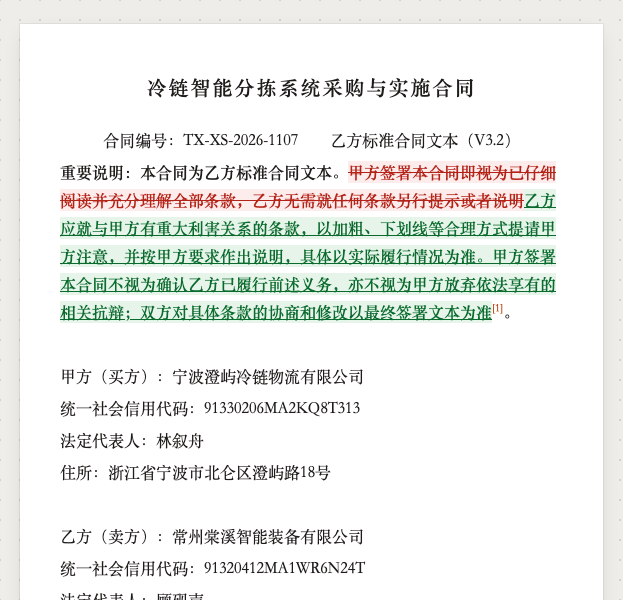 冷链智能分拣系统采购与实施合同
合同编号：TX-XS-2026-1107 乙方标准合同文本（V3.2）
重要说明：本合同为乙方标准合同文本。甲方签署本合同即视为已仔细
阅读并充分理解全部条款，乙方无需就任何条款另行提示或者说明乙方
应就与甲方有重大利害关系的条款，以加粗、下划线等合理方式提请甲
方注意，并按甲方要求作出说明，具体以实际履行情况为准。甲方签署
本合同不视为确认乙方已履行前述义务，亦不视为甲方放弃依法享有的
相关抗辩；双方对具体条款的协商和修改以最终签署文本为准[1]。
甲方（买方）：宁波澄屿冷链物流有限公司
统一社会信用代码：91330206MA2KQ8T313
法定代表人：林叙舟
住所：浙江省宁波市北仑区澄屿路18号
乙方（卖方）：常州棠溪智能装备有限公司
统一社会信用代码：91320412MA1WR6N24T
法定代表人：顾砚